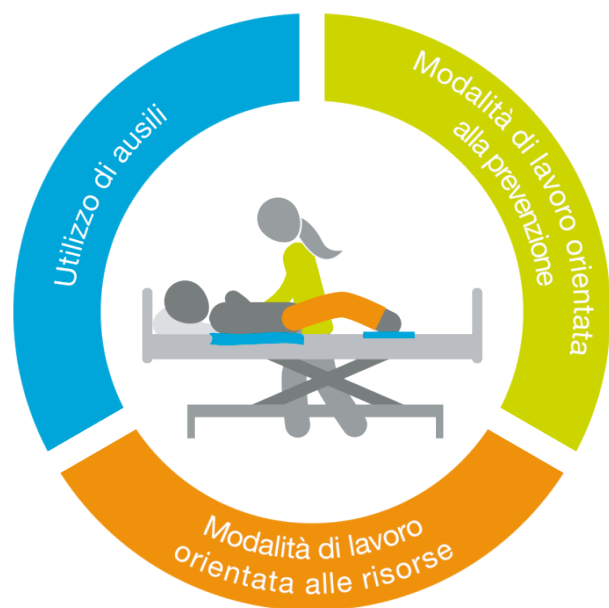 Utilizzo di ausili
Modalità di lavoro orientata
alla prevenzione
Modalità di lavoro
orientata alle risorse